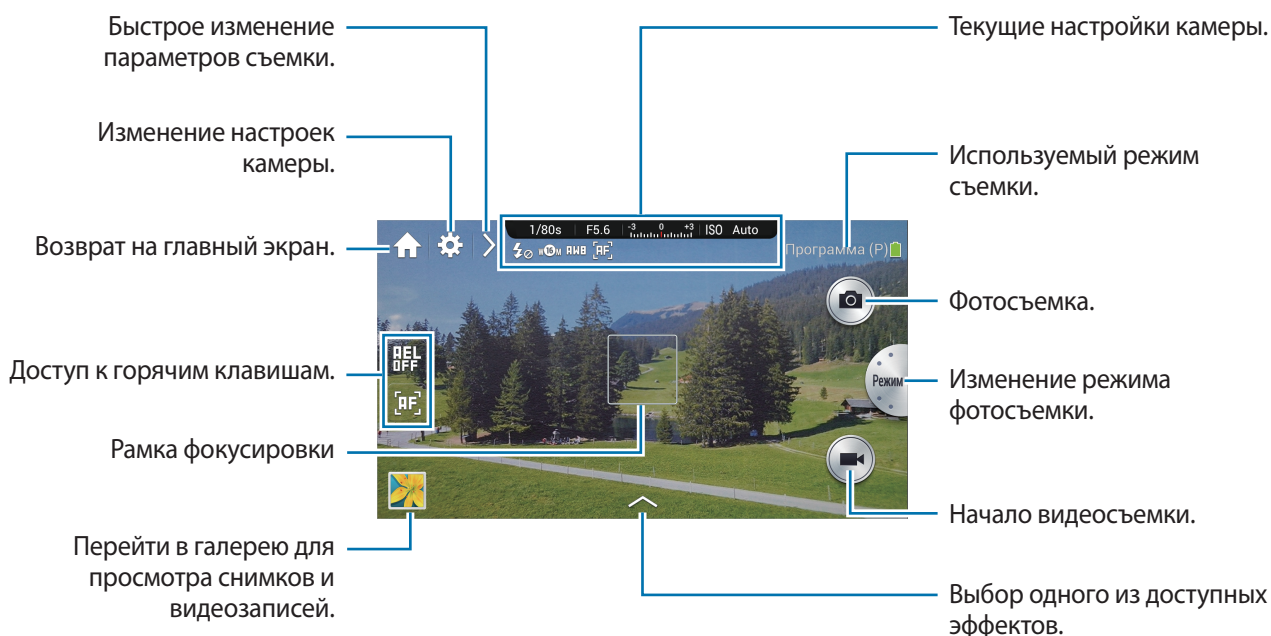 Быстрое изменение
параметров съемки.
Изменение настроек
камеры.
Возврат на главный экран.
Доступ к горячим клавишам.
Рамка фокусировки
Перейти в галерею для
просмотра снимков и
видеозаписей.
1/80s F5.6 -3 0 +3 ISO Auto
W16M AWB AF
Программа (P)
AEL
OFF
AF
Режим
Текущие настройки камеры.
Используемый режим
съемки.
Фотосъемка.
Изменение режима
фотосъемки.
Начало видеосъемки.
Выбор одного из доступных
эффектов.